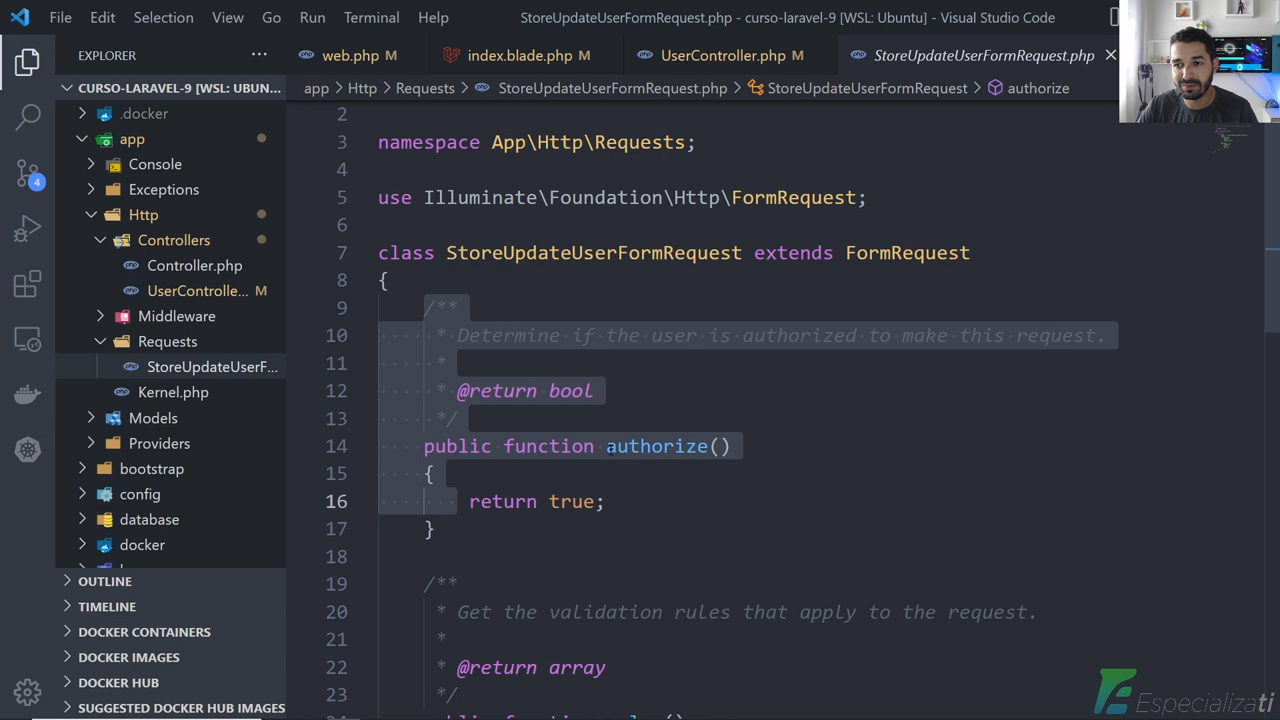 File Edit Selection View Go Run Terminal Help
StoreUpdateUserFormRequest.php - curso-laravel-9 [WSL: Ubuntu] - Visual Studio Code
EXPLORER
web.php M
index.blade.php M
UserController.php M
StoreUpdateUserFormRequest.php
CURSO-LARAVEL-9 [WSL: UBUN...
app Http Requests StoreUpdateUserFormRequest.php StoreUpdateUserFormRequest authorize
.docker
app
Console
Exceptions
Http
Controllers
Controller.php
UserControlle... M
Middleware
Requests
StoreUpdateUserF...
Kernel.php
Models
Providers
bootstrap
config
database
docker
OUTLINE
TIMELINE
DOCKER CONTAINERS
DOCKER IMAGES
DOCKER HUB
SUGGESTED DOCKER HUB IMAGES
4
2
3 namespace App\Http\Requests;
4
5 use Illuminate\Foundation\Http\FormRequest;
6
7 class StoreUpdateUserFormRequest extends FormRequest
8 {
9 /**
10 * Determine if the user is authorized to make this request.
11 *
12 * @return bool
13 */
14 public function authorize()
15 {
16 return true;
17 }
18
19 /**
20 * Get the validation rules that apply to the request.
21 *
22 * @return array
23 */
EspecializaTi